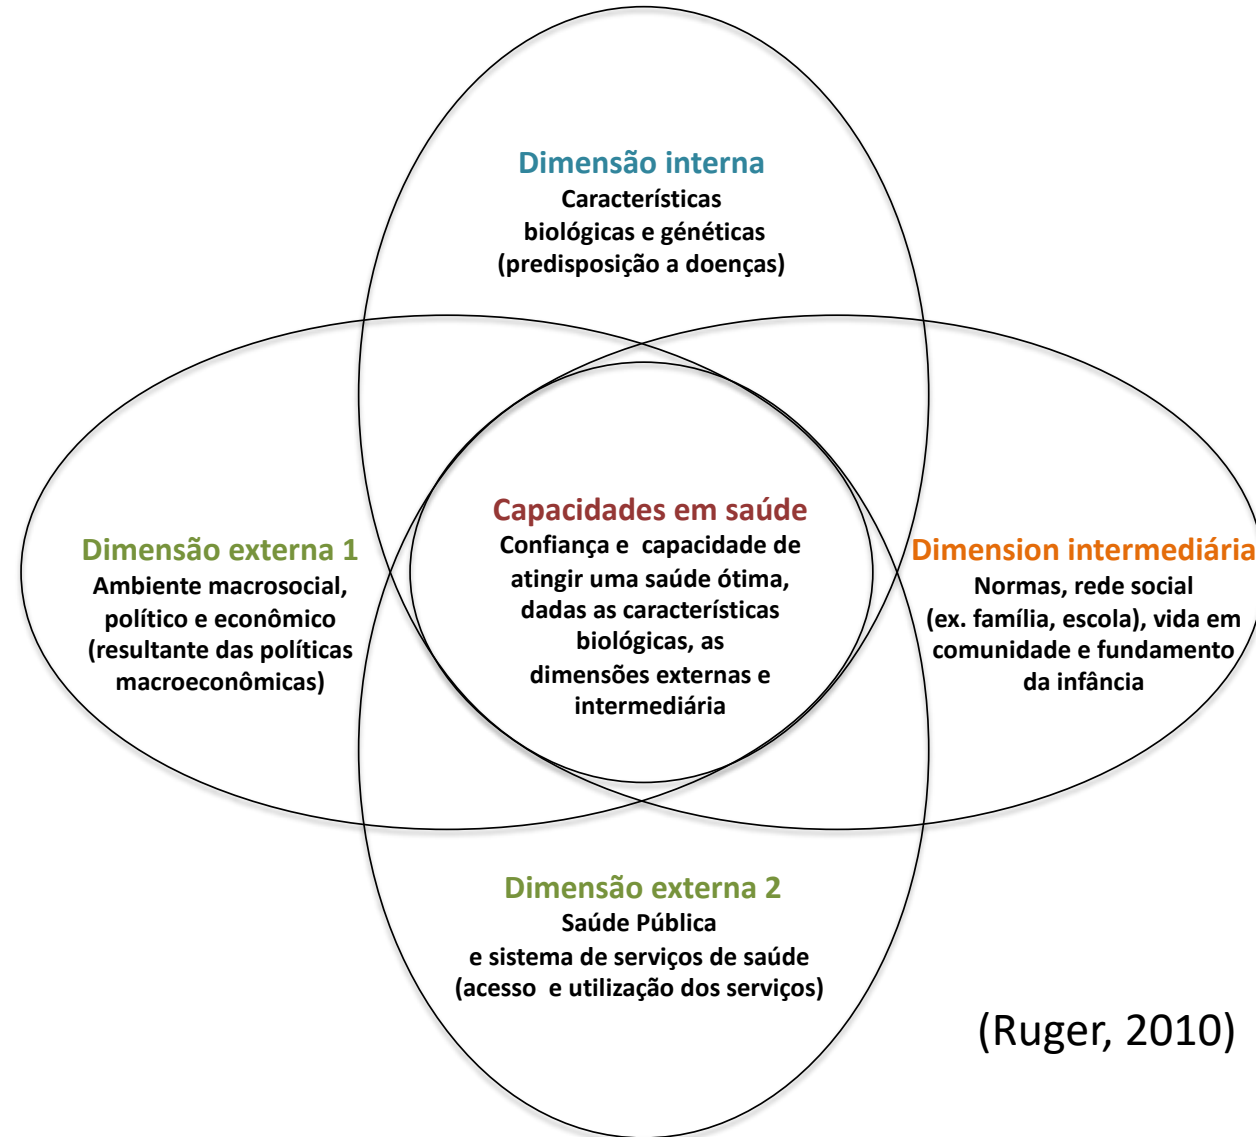 Dimensão interna
Características
biológicas e généticas
(predisposição a doenças)
Dimensão externa 1
Ambiente macrosocial,
político e econômico
(resultante das políticas
macroeconômicas)
Capacidades em saúde
Confiança e capacidade de
atingir uma saúde ótima,
dadas as características
biológicas, as
dimensões externas e
intermediária
Dimension intermediária
Normas, rede social
(ex. família, escola), vida em
comunidade e fundamento
da infância
Dimensão externa 2
Saúde Pública
e sistema de serviços de saúde
(acesso e utilização dos serviços)
(Ruger, 2010)